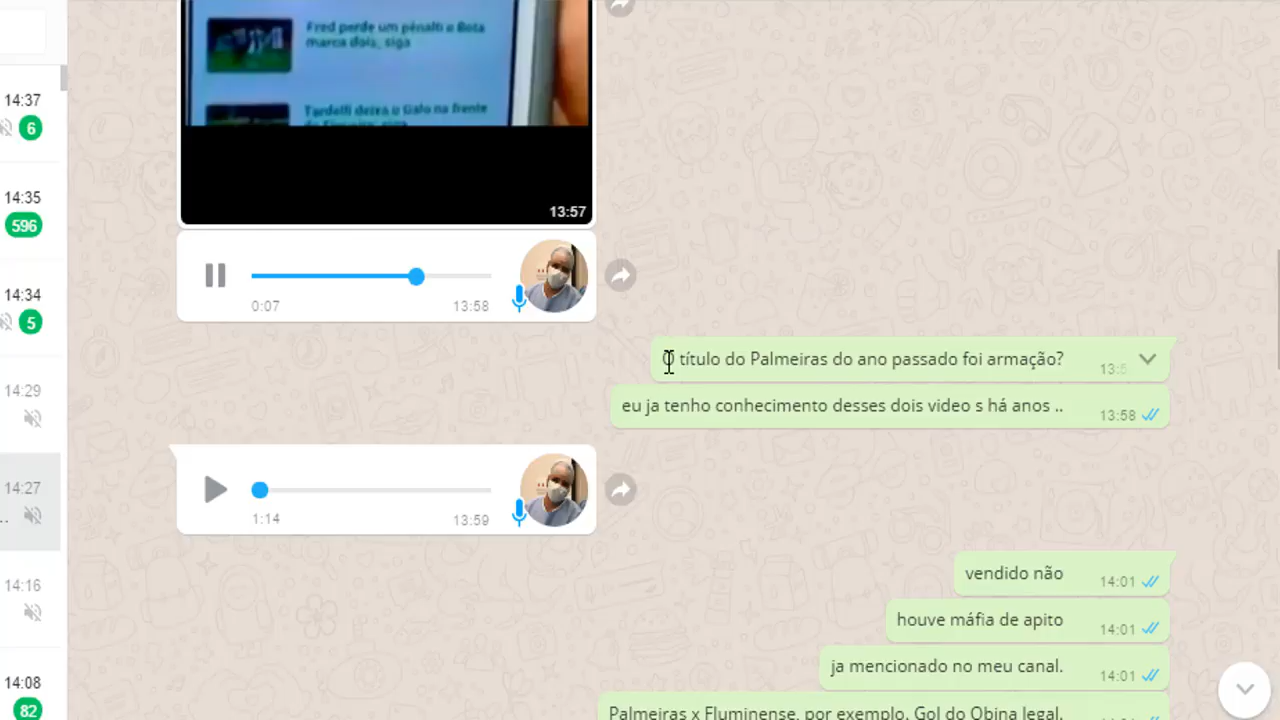 Fred perde um pênalti e Bota
marca dois, siga
Tardelli deixa o Galo na frente
13:57
14:37
6
14:35
596
14:34
5
14:29
14:27
..
14:16
14:08
82
0:07
13:58
título do Palmeiras do ano passado foi armação?
13:5
eu ja tenho conhecimento desses dois video s há anos ..
13:58
1:14
13:59
vendido não
14:01
houve máfia de apito
14:01
ja mencionado no meu canal.
14:01
Palmeiras x Fluminense, por exemplo. Gol do Obina legal.